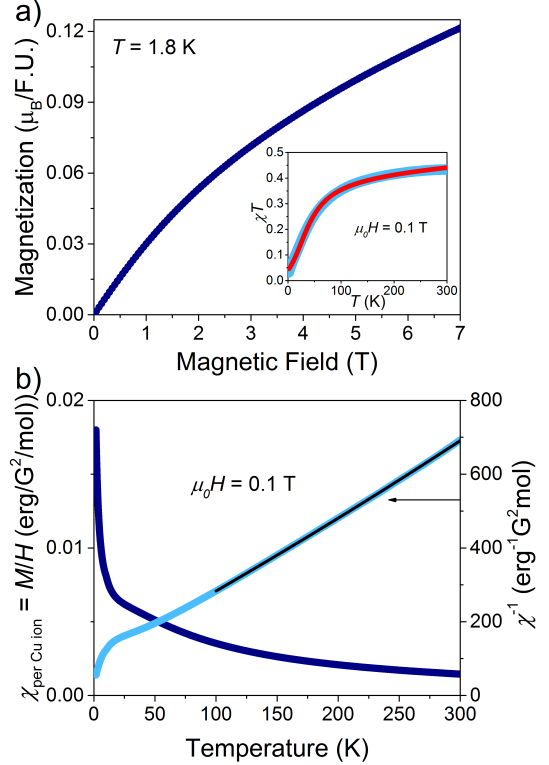 a)
T = 1.8 K
Magnetization (μB/F.U.)
0.12
0.09
0.06
0.03
0.00
0 1 2 3 4 5 6 7
Magnetic Field (T)
χT
0.5
0.4
0.3
0.2
0.1
0.0
μ0H = 0.1 T
0 100 200 300
T (K)
b)
χper Cu ion = M/H (erg/G²/mol))
0.02
0.01
0.00
μ0H = 0.1 T
800
600
400
200
0
χ⁻¹ (erg⁻¹G²mol)
0 50 100 150 200 250 300
Temperature (K)